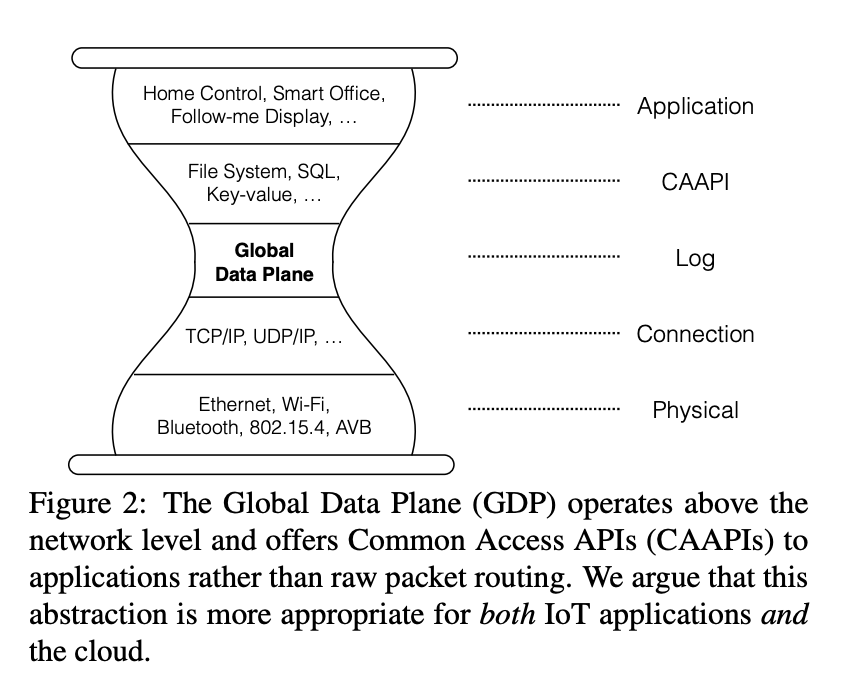 Home Control, Smart Office,
Follow-me Display, …
Application
File System, SQL,
Key-value, …
CAAPI
Global
Data Plane
Log
TCP/IP, UDP/IP, …
Connection
Ethernet, Wi-Fi,
Bluetooth, 802.15.4, AVB
Physical
Figure 2: The Global Data Plane (GDP) operates above the
network level and offers Common Access APIs (CAAPIs) to
applications rather than raw packet routing. We argue that this
abstraction is more appropriate for both IoT applications and
the cloud.